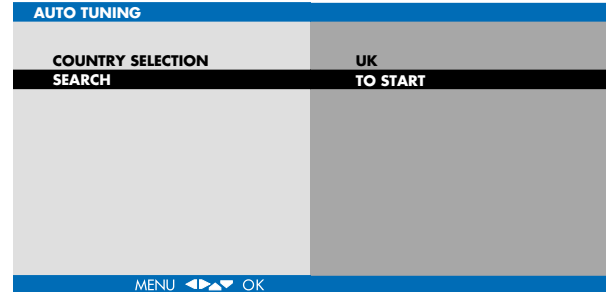 AUTO TUNING
COUNTRY SELECTION UK
SEARCH TO START
MENU ◀▶▲▼ OK